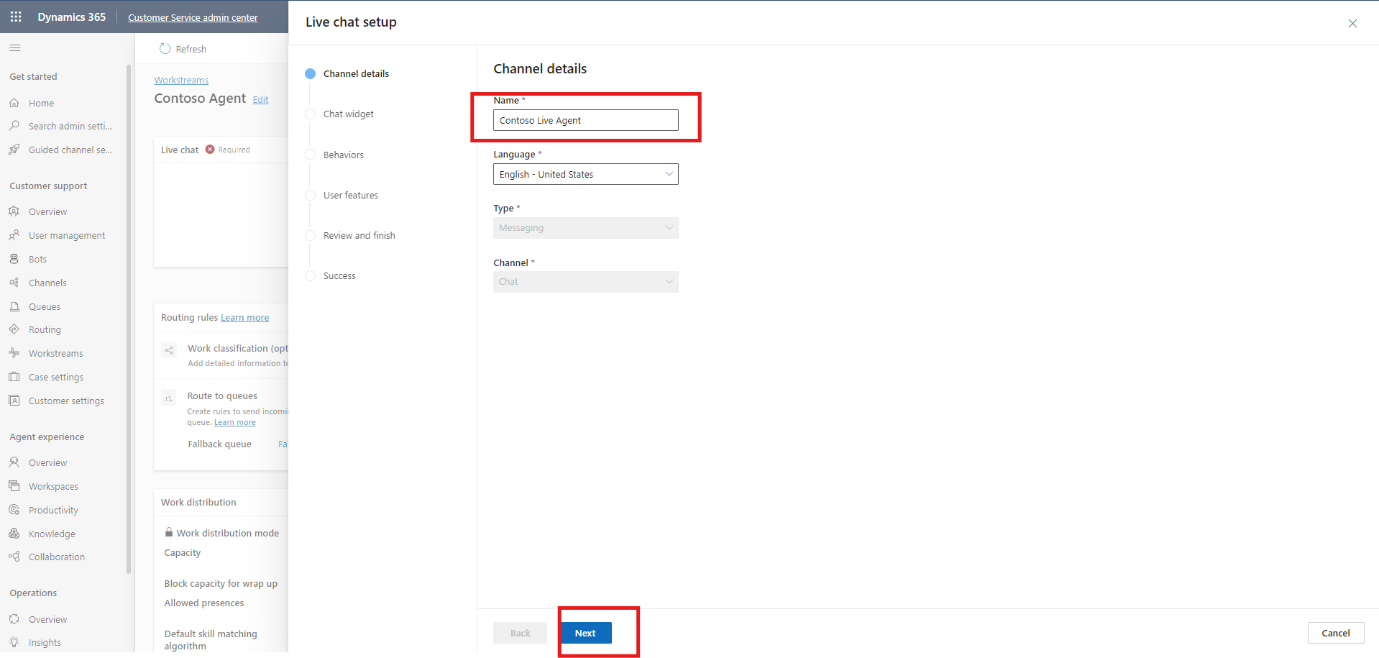 Dynamics 365
Customer Service admin center
Get started
Home
Search admin setti...
Guided channel se...
Customer support
Overview
User management
Bots
Channels
Queues
Routing
Workstreams
Case settings
Customer settings
Agent experience
Overview
Workspaces
Productivity
Knowledge
Collaboration
Operations
Overview
Insights
Refresh
Workstreams
Contoso Agent Edit
Live chat Required
Routing rules Learn more
Work classification (opt
Add detailed information to
Route to queues
Create rules to send incomin
queue. Learn more
Fallback queue Fa
Work distribution
Work distribution mode
Capacity
Block capacity for wrap up
Allowed presences
Default skill matching
algorithm
Live chat setup
Channel details
Chat widget
Behaviors
User features
Review and finish
Success
Channel details
Name *
Contoso Live Agent
Language *
English - United States
Type *
Messaging
Channel *
Chat
Back
Next
Cancel